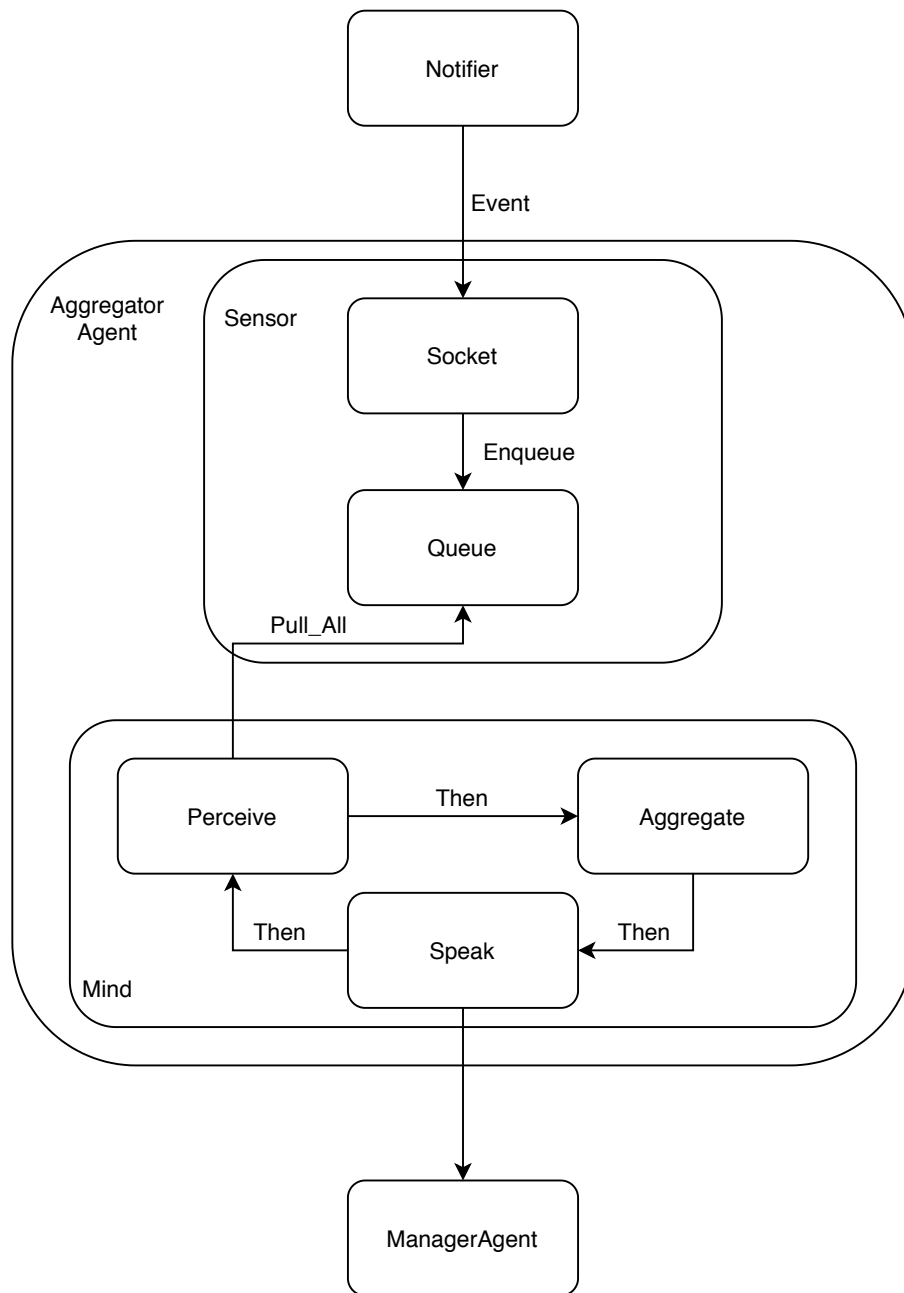 Notifier
Event
Aggregator
Agent
Sensor
Socket
Enqueue
Queue
Pull_All
Perceive
Then
Aggregate
Then
Speak
Then
Mind
ManagerAgent